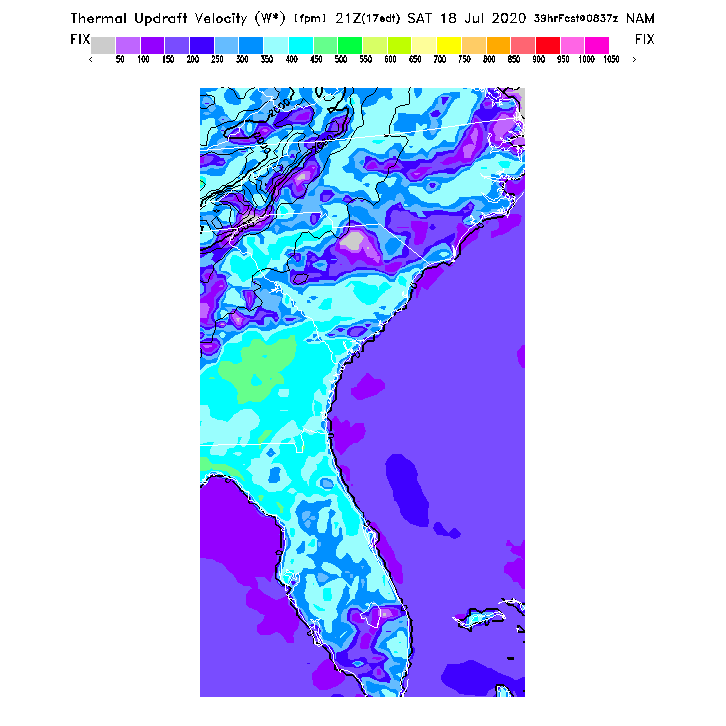 Thermal Updraft Velocity (W*) [fpm] 21Z(17edt) SAT 18 Jul 2020 39hrFcst@0837z NAM
FIX FIX
< 50 100 150 200 250 300 350 400 450 500 550 600 650 700 750 800 850 900 950 1000 1050 >
2000